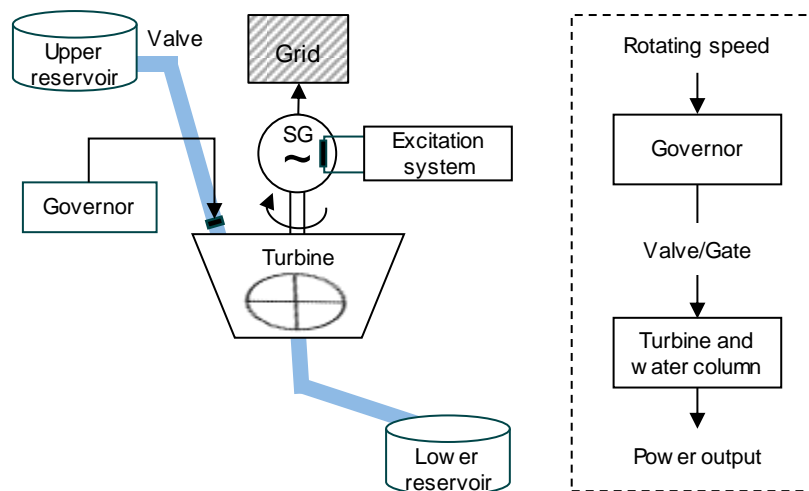 Upper
reservoir
Valve
Grid
SG
~
Excitation
system
Governor
Turbine
Lower
reservoir
Rotating speed
Governor
Valve/Gate
Turbine and
water column
Power output